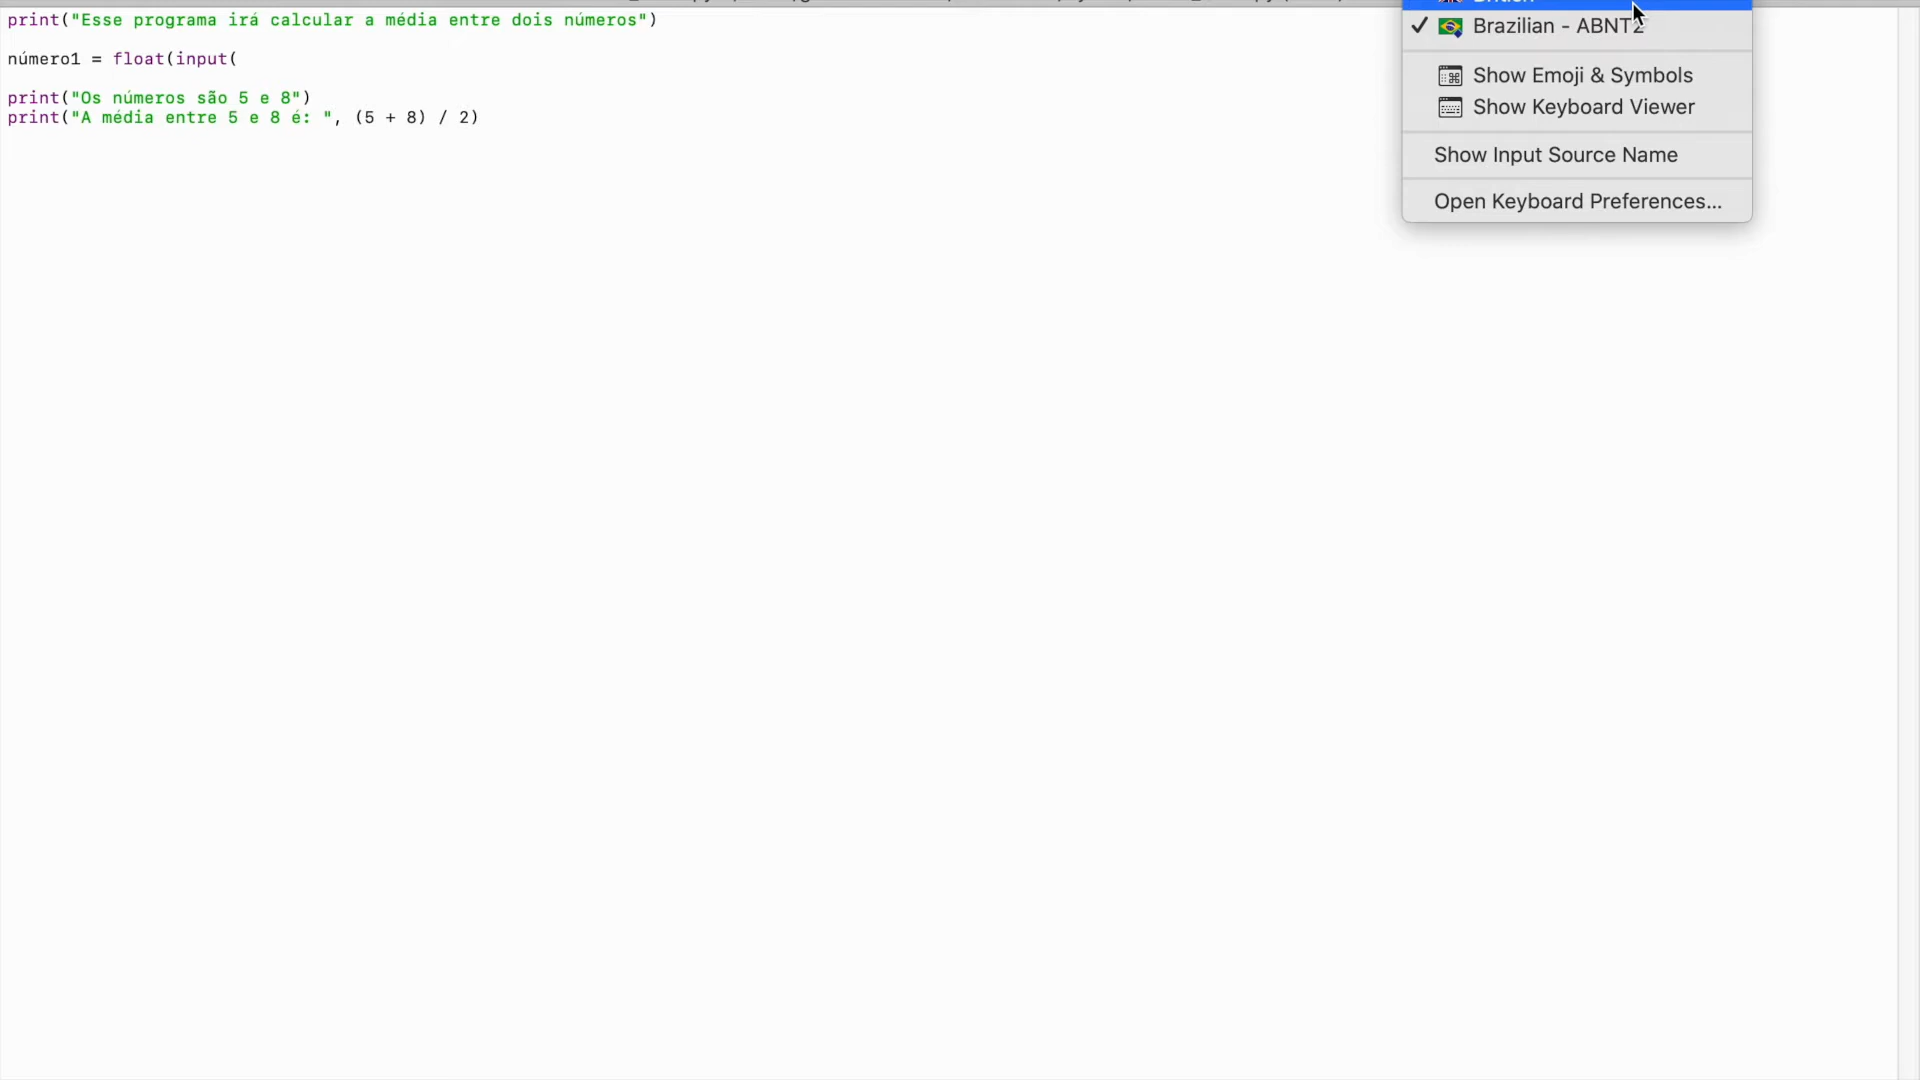 print("Esse programa irá calcular a média entre dois números")
número1 = float(input(
print("Os números são 5 e 8")
print("A média entre 5 e 8 é: ", (5 + 8) / 2)
British
✓ Brazilian - ABNT2
Show Emoji & Symbols
Show Keyboard Viewer
Show Input Source Name
Open Keyboard Preferences...